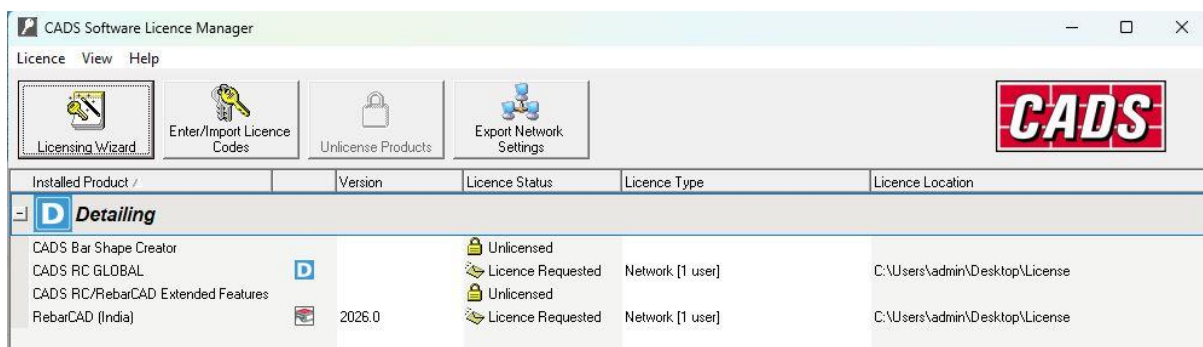 CADS Software Licence Manager
Licence View Help
Licensing Wizard
Enter/Import Licence
Codes
Unlicense Products
Export Network
Settings
CADS
Installed Product Version Licence Status Licence Type Licence Location
D Detailing
CADS Bar Shape Creator Unlicensed
CADS RC GLOBAL D Licence Requested Network [1 user] C:\Users\admin\Desktop\License
CADS RC/RebarCAD Extended Features Unlicensed
RebarCAD (India) 2026.0 Licence Requested Network [1 user] C:\Users\admin\Desktop\License